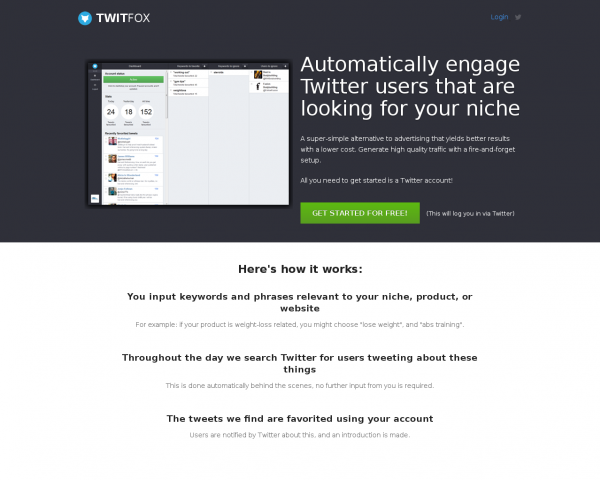 TWITFOX
Login
Automatically engage
Twitter users that are
looking for your niche
A super-simple alternative to advertising that yields better results
with a lower cost. Generate high quality traffic with a fire-and-forget
setup.
All you need to get started is a Twitter account!
GET STARTED FOR FREE!
(This will log you in via Twitter)
24
18
152
Here's how it works:
You input keywords and phrases relevant to your niche, product, or
website
For example: if your product is weight-loss related, you might choose "lose weight", and "abs training".
Throughout the day we search Twitter for users tweeting about these
things
This is done automatically behind the scenes, no further input from you is required.
The tweets we find are favorited using your account
Users are notified by Twitter about this, and an introduction is made.